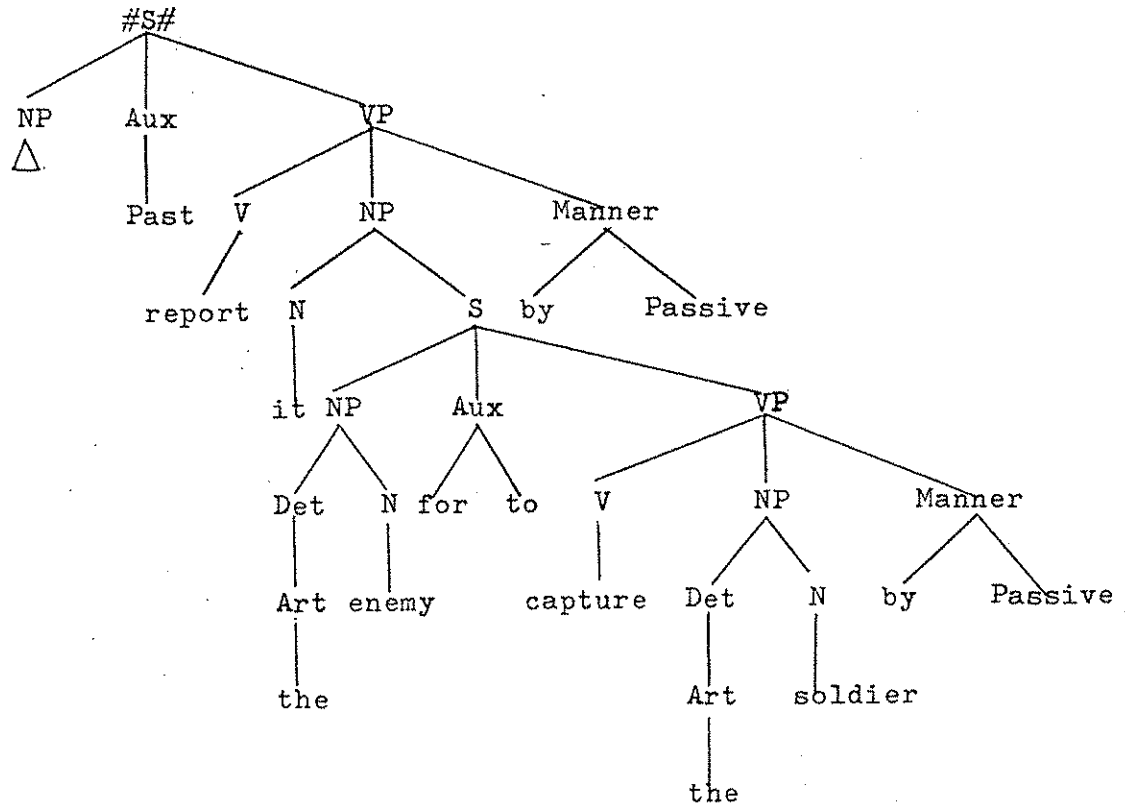 #S#
NP Aux VP
Δ
Past V NP Manner
report N S by Passive
it NP Aux VP
Det N for to V NP Manner
Art enemy capture Det N by Passive
the Art soldier
the